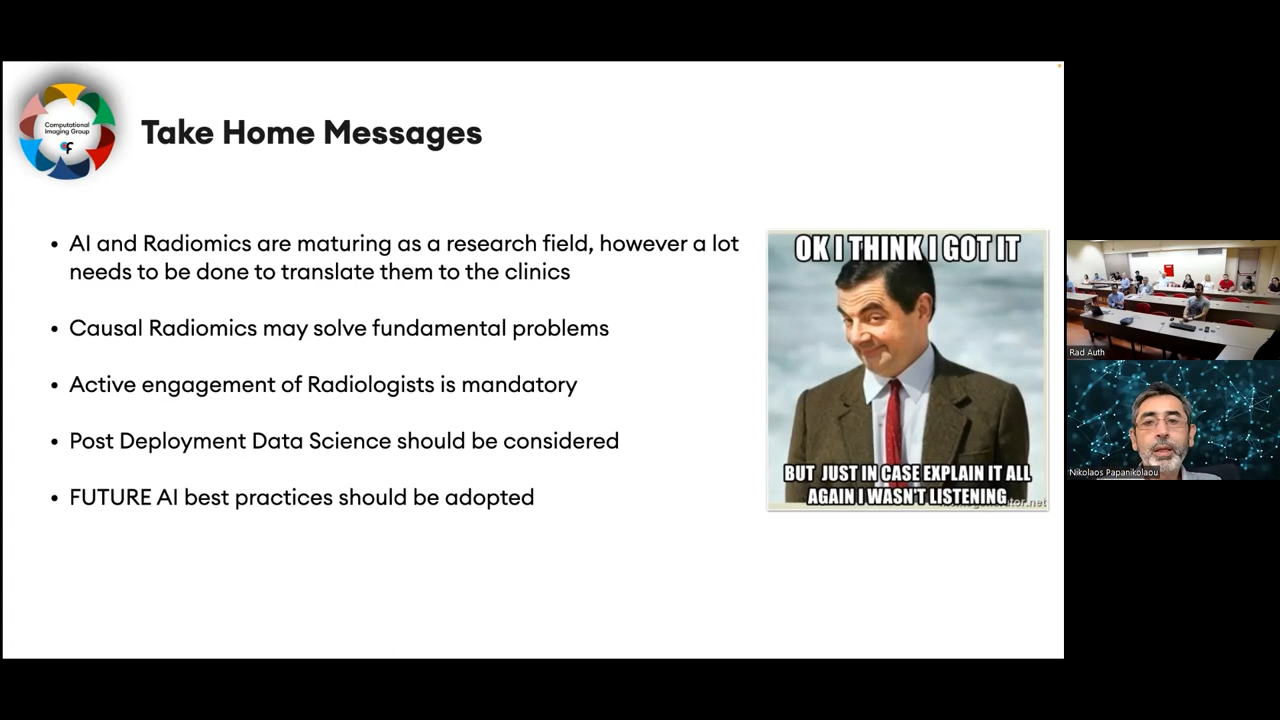 Computational
Imaging Group
Take Home Messages
• AI and Radiomics are maturing as a research field, however a lot
needs to be done to translate them to the clinics
• Causal Radiomics may solve fundamental problems
• Active engagement of Radiologists is mandatory
• Post Deployment Data Science should be considered
• FUTURE AI best practices should be adopted
OK I THINK I GOT IT
BUT JUST IN CASE EXPLAIN IT ALL
AGAIN I WASN'T LISTENING
Rad Auth
Nikolaos Papanikolaou